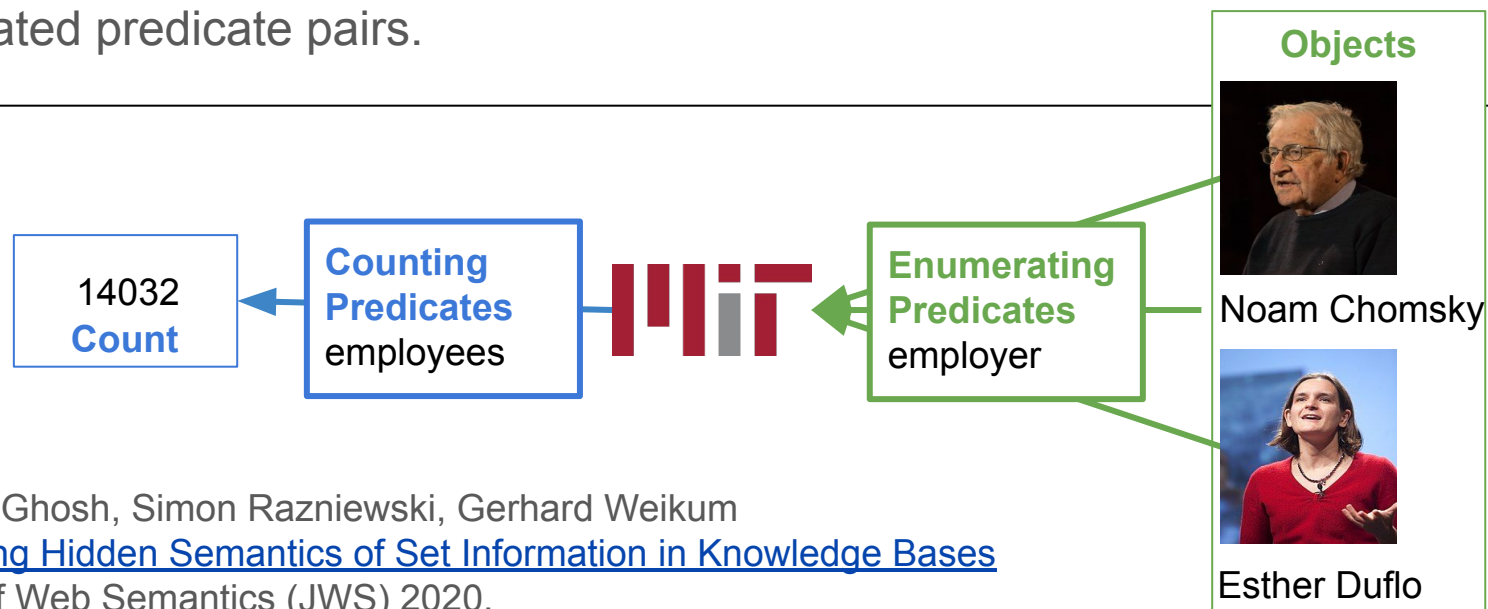 ated predicate pairs.
Objects
14032
Count
Counting
Predicates
employees
MIT
Enumerating
Predicates
employer
Noam Chomsky
Esther Duflo
Ghosh, Simon Razniewski, Gerhard Weikum
ng Hidden Semantics of Set Information in Knowledge Bases
f Web Semantics (JWS) 2020.